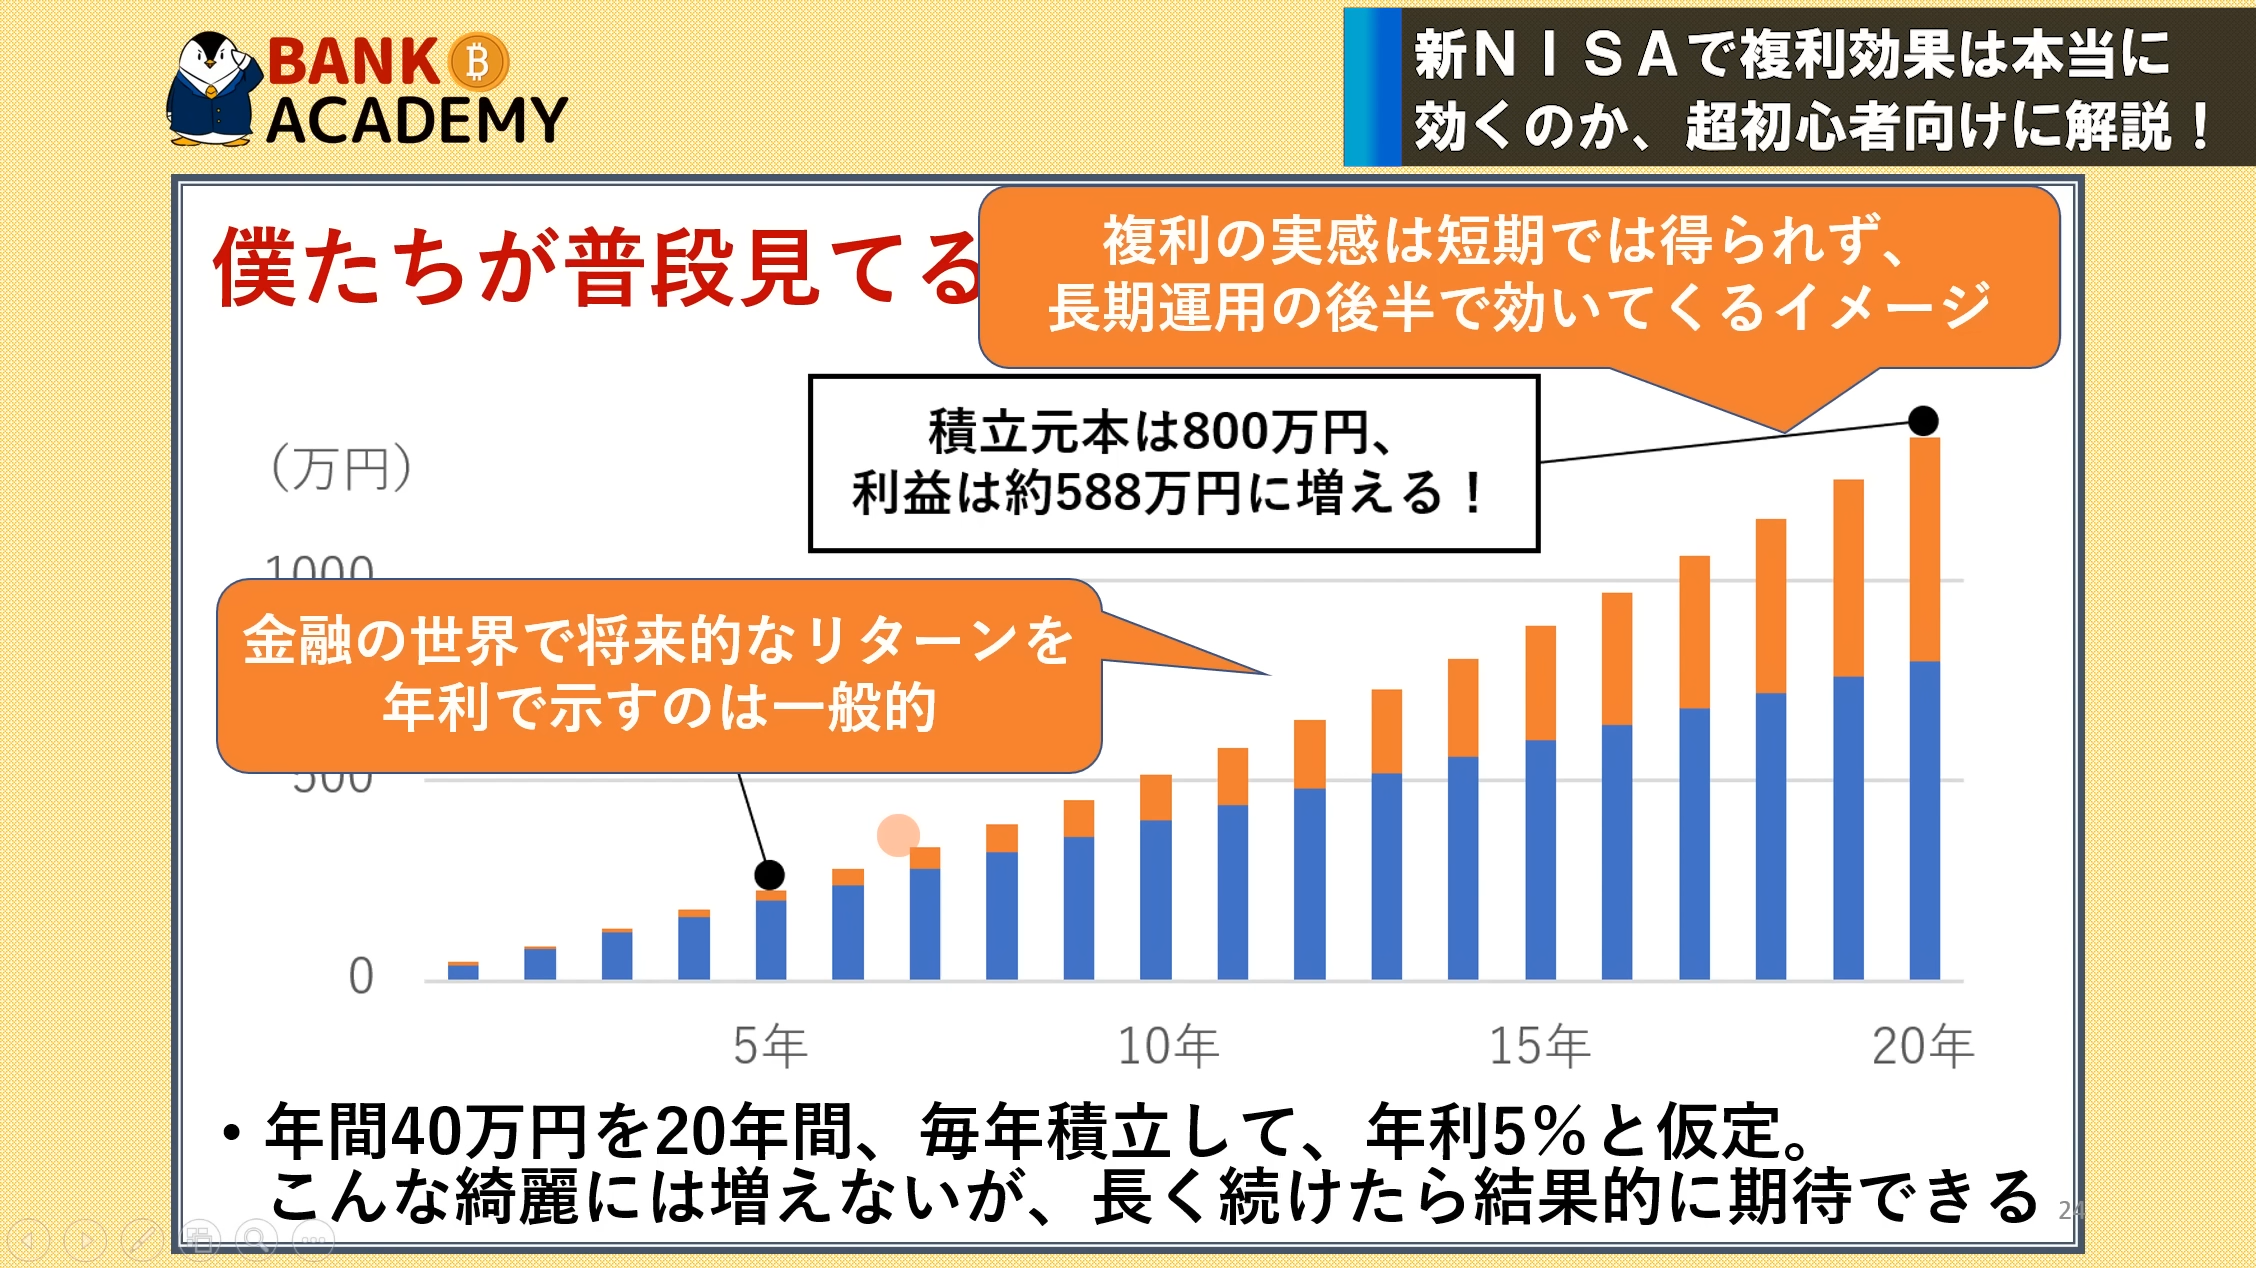 BANK
ACADEMY
新NISAで複利効果は本当に
効くのか、超初心者向けに解説！
僕たちが普段見てる
複利の実感は短期では得られず、
長期運用の後半で効いてくるイメージ
積立元本は800万円、
利益は約588万円に増える！
（万円）
1000
金融の世界で将来的なリターンを
年利で示すのは一般的
500
0
5年
10年
15年
20年
・年間40万円を20年間、毎年積立して、年利5%と仮定。
こんな綺麗には増えないが、長く続けたら結果的に期待できる
24